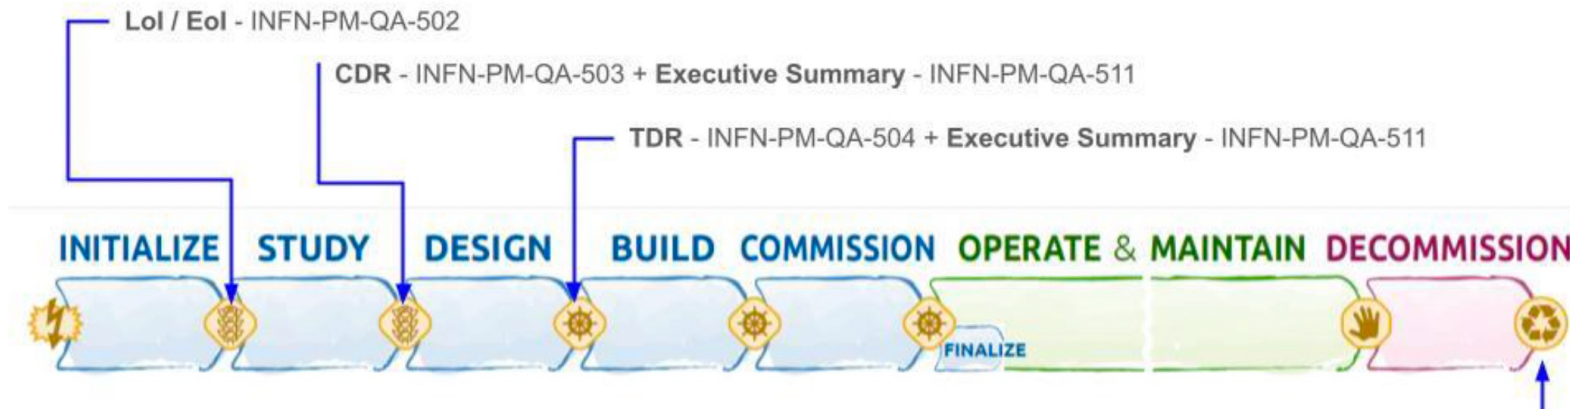 LoI / EoI - INFN-PM-QA-502
CDR - INFN-PM-QA-503 + Executive Summary - INFN-PM-QA-511
TDR - INFN-PM-QA-504 + Executive Summary - INFN-PM-QA-511
INITIALIZE STUDY DESIGN BUILD COMMISSION OPERATE & MAINTAIN DECOMMISSION
FINALIZE